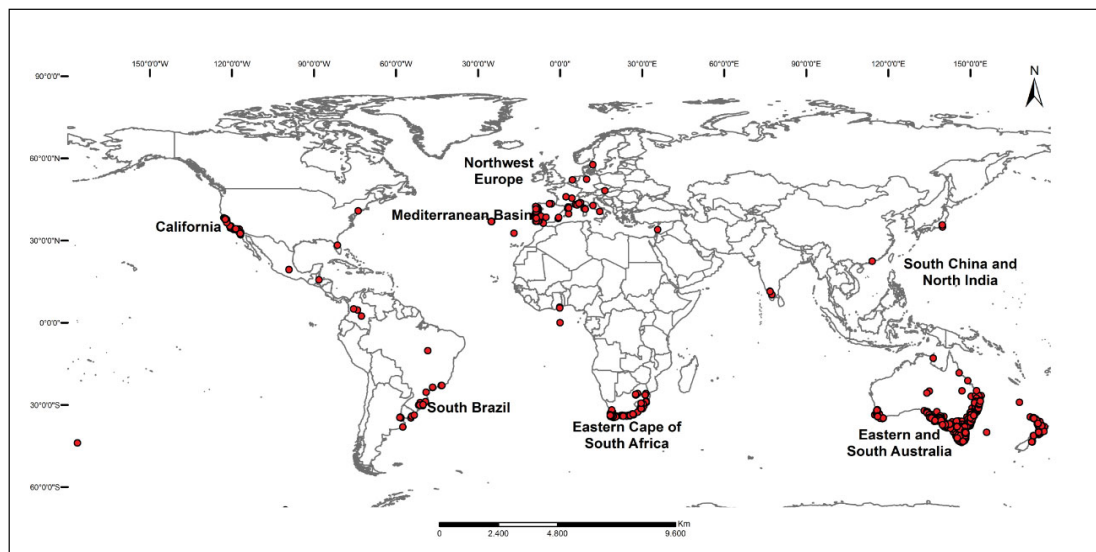 150°0'0"W 120°0'0"W 90°0'0"W 60°0'0"W 30°0'0"W 0°0'0" 30°0'0"E 60°0'0"E 90°0'0"E 120°0'0"E 150°0'0"E
N
90°0'0"N
60°0'0"N
Northwest
Europe
Mediterranean Basin
California
30°0'0"N
South China and
North India
0°0'0"
South Brazil
30°0'0"S
Eastern Cape of
South Africa
Eastern and
South Australia
60°0'0"S
Km
0 2.400 4.800 9.600